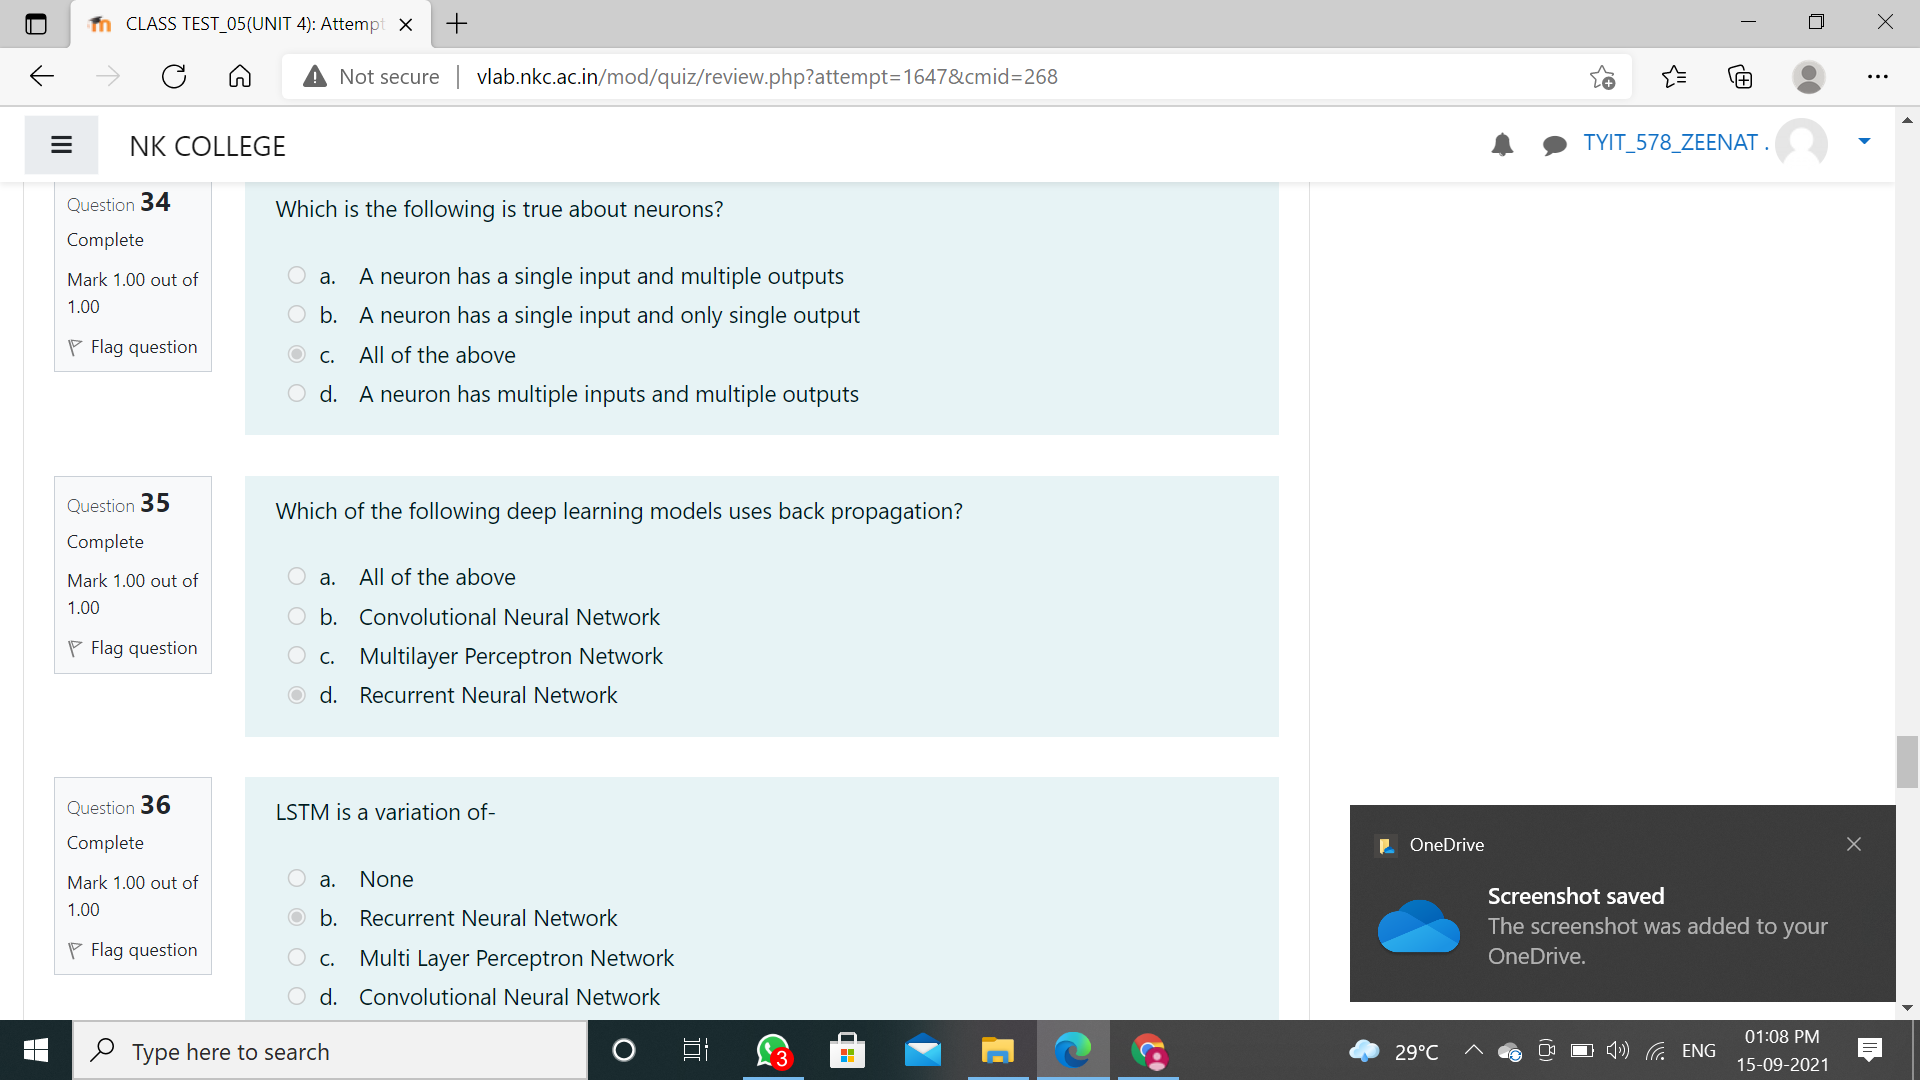 CLASS TEST_05(UNIT 4): Attempt
Not secure
vlab.nkc.ac.in/mod/quiz/review.php?attempt=1647&cmid=268
NK COLLEGE
TYIT_578_ZEENAT .
Question 34
Complete
Mark 1.00 out of
1.00
Flag question
Which is the following is true about neurons?
a. A neuron has a single input and multiple outputs
b. A neuron has a single input and only single output
c. All of the above
d. A neuron has multiple inputs and multiple outputs
Question 35
Complete
Mark 1.00 out of
1.00
Flag question
Which of the following deep learning models uses back propagation?
a. All of the above
b. Convolutional Neural Network
c. Multilayer Perceptron Network
d. Recurrent Neural Network
Question 36
Complete
Mark 1.00 out of
1.00
Flag question
LSTM is a variation of-
a. None
b. Recurrent Neural Network
c. Multi Layer Perceptron Network
d. Convolutional Neural Network
OneDrive
Screenshot saved
The screenshot was added to your
OneDrive.
Type here to search
3
29°C
ENG
01:08 PM
15-09-2021